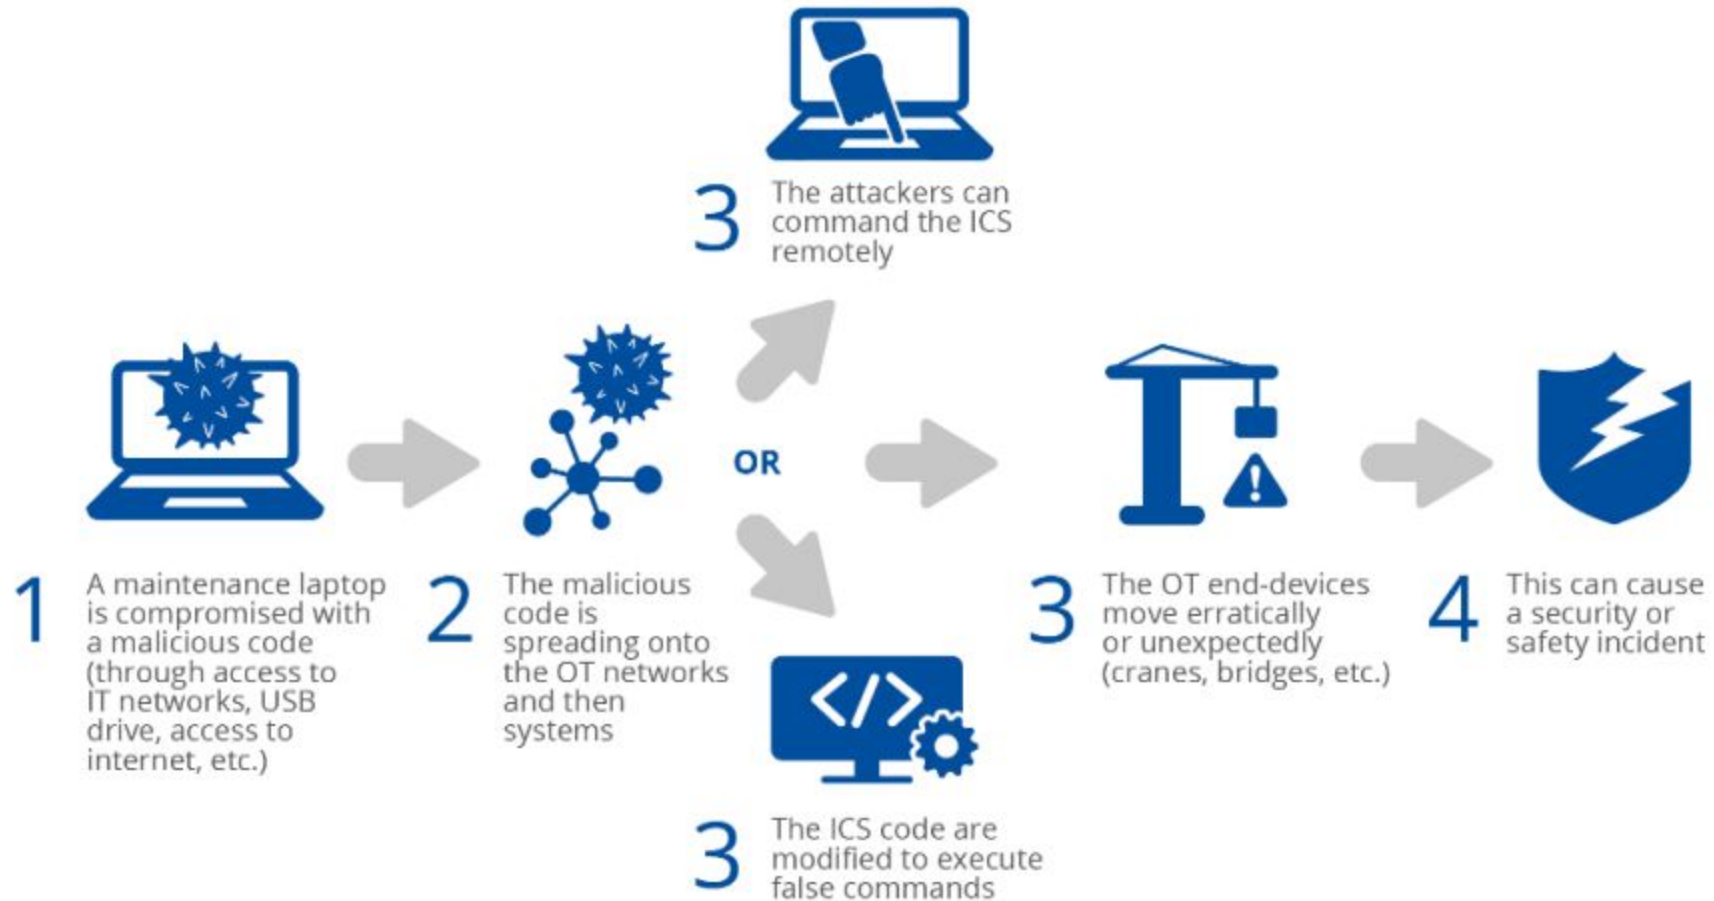 3
The attackers can
command the ICS
remotely
OR
1
A maintenance laptop
is compromised with
a malicious code
(through access to
IT networks, USB
drive, access to
internet, etc.)
2
The malicious
code is
spreading onto
the OT networks
and then
systems
</>
3
The ICS code are
modified to execute
false commands
3
The OT end-devices
move erratically
or unexpectedly
(cranes, bridges, etc.)
4
This can cause
a security or
safety incident